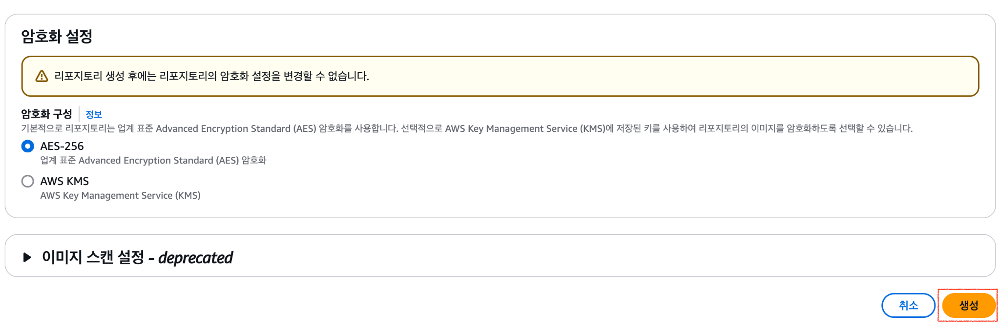 암호화 설정
리포지토리 생성 후에는 리포지토리의 암호화 설정을 변경할 수 없습니다.
암호화 구성 정보
기본적으로 리포지토리는 업계 표준 Advanced Encryption Standard (AES) 암호화를 사용합니다. 선택적으로 AWS Key Management Service (KMS)에 저장된 키를 사용하여 리포지토리의 이미지를 암호화하도록 선택할 수 있습니다.
AES-256
업계 표준 Advanced Encryption Standard (AES) 암호화
AWS KMS
AWS Key Management Service (KMS)
이미지 스캔 설정 - deprecated
취소 생성